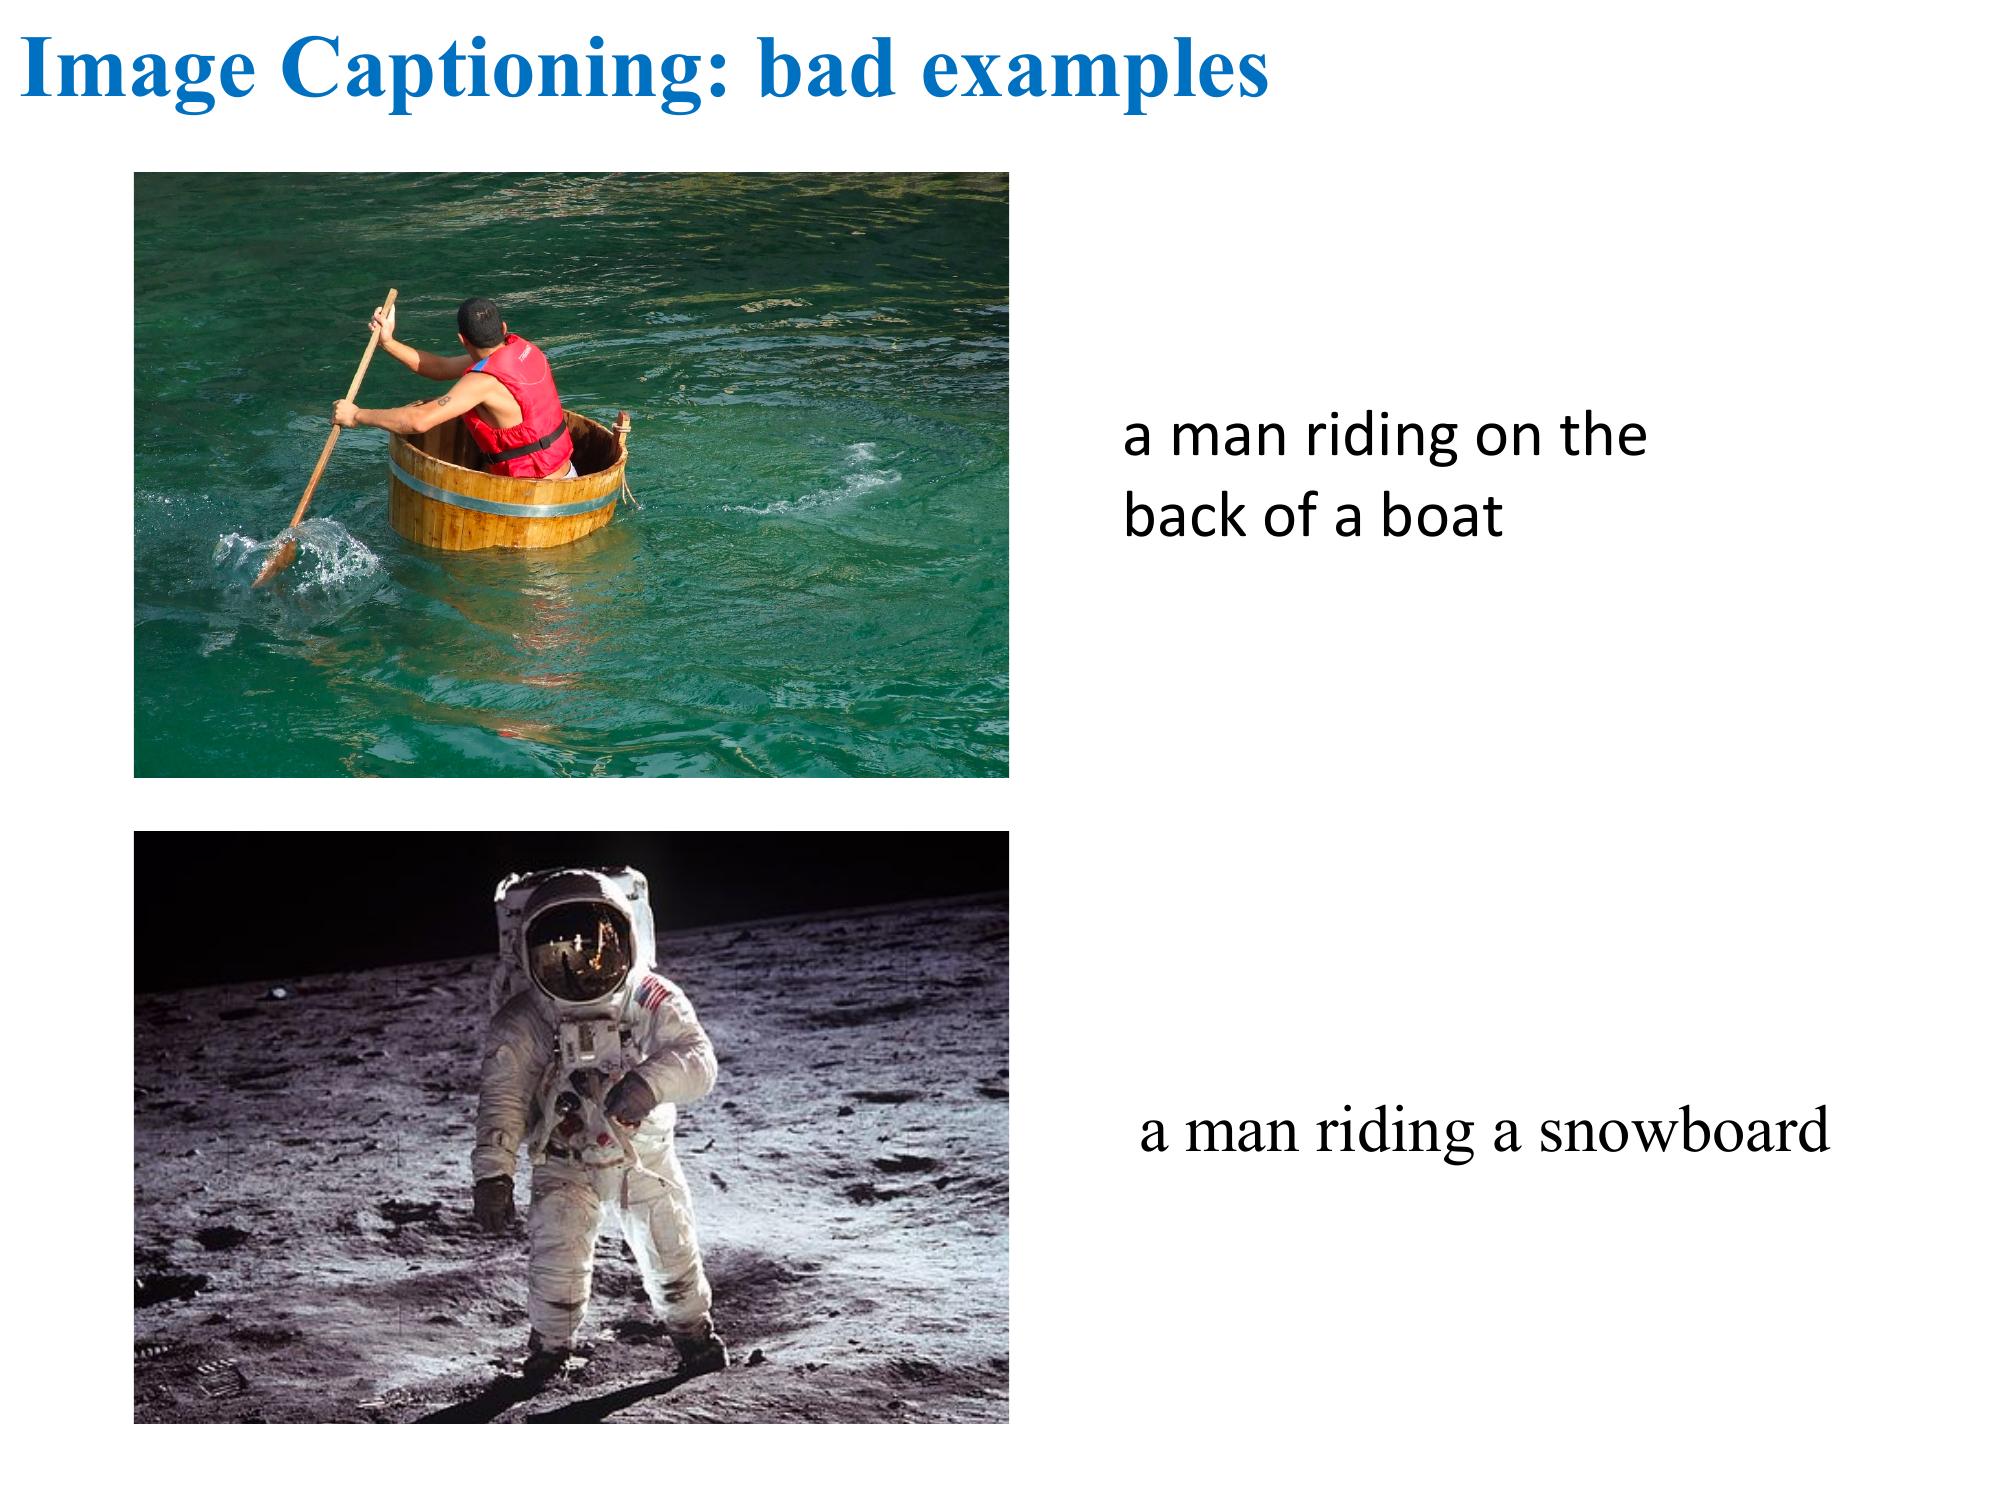 Image Captioning: bad examples
a man riding on the
back of a boat
a man riding a snowboard